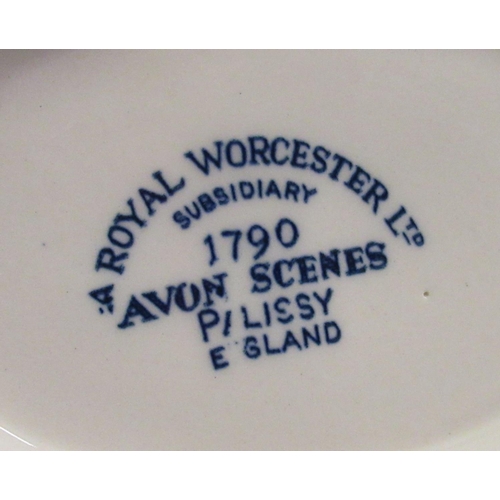 A ROYAL WORCESTER LTD
SUBSIDIARY
1790
AVON SCENES
PALISSY
ENGLAND